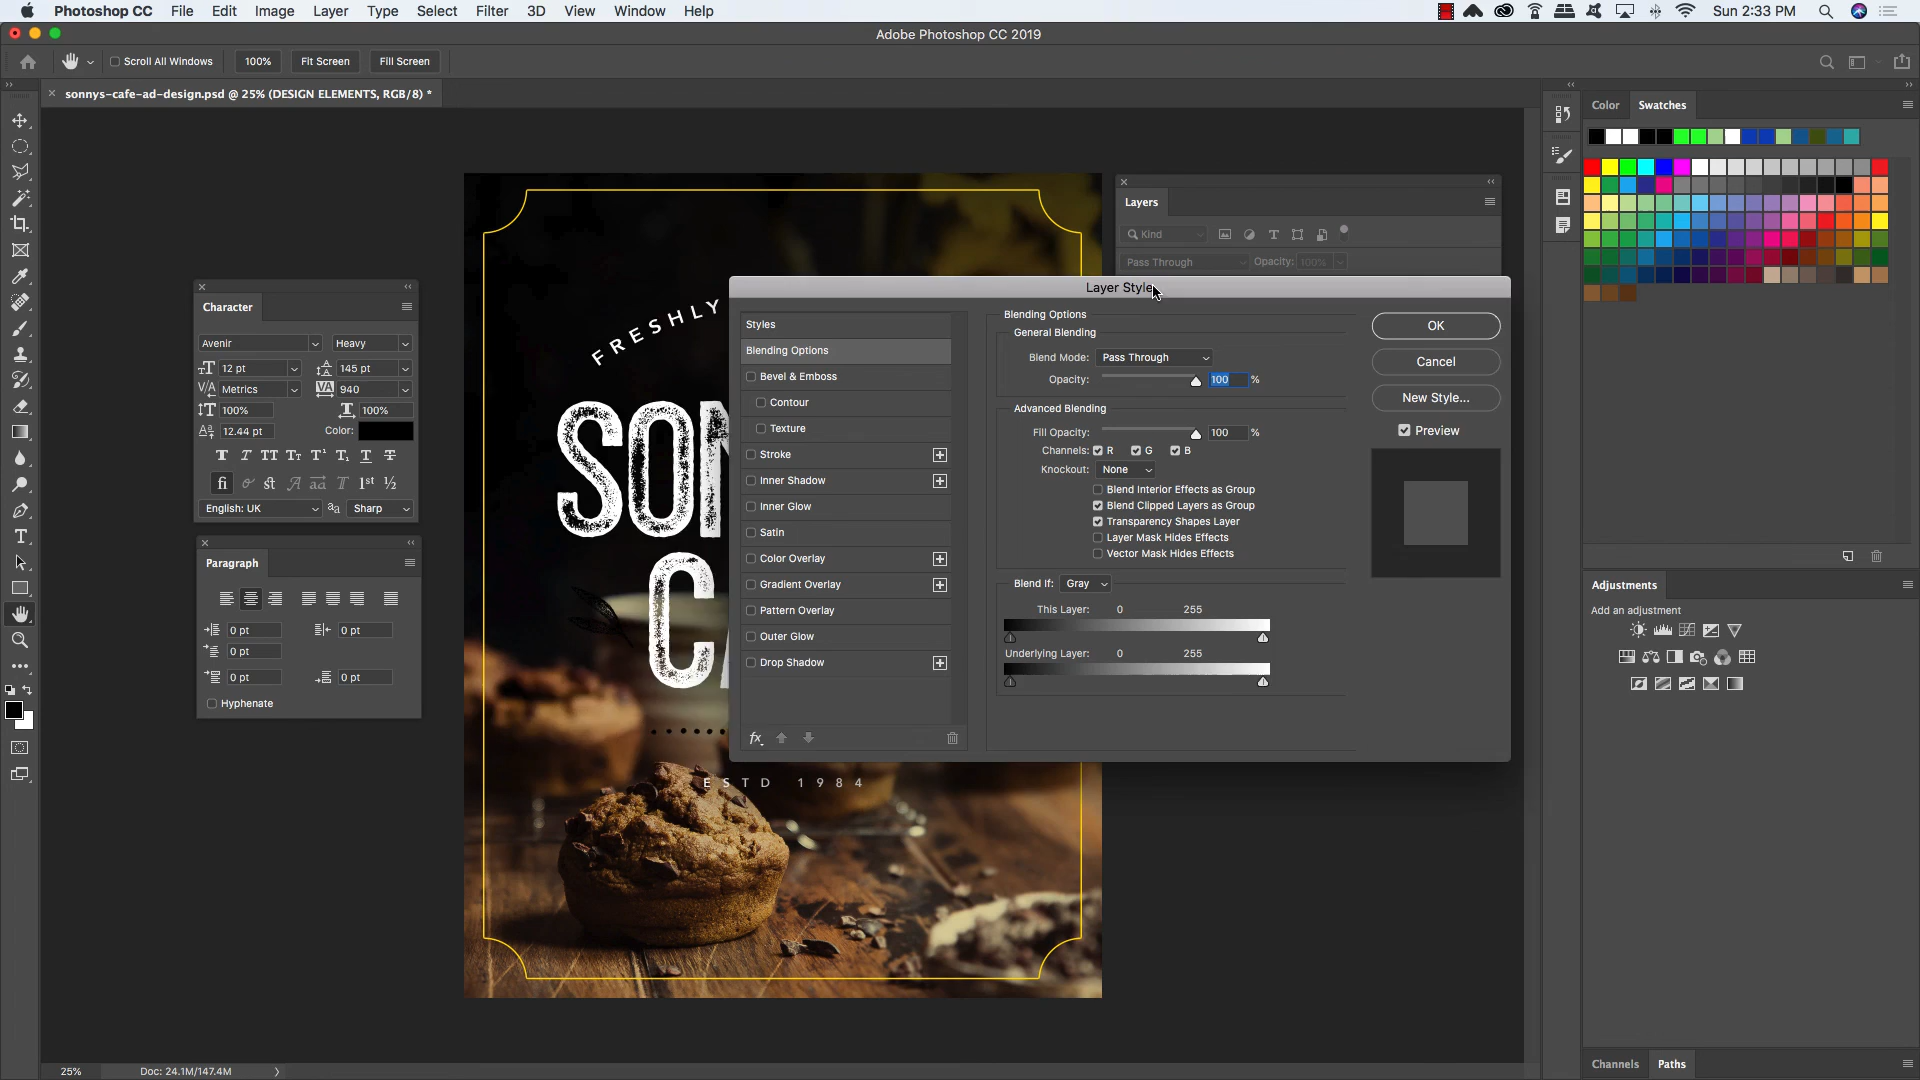 Photoshop CC File Edit Image Layer Type Select Filter 3D View Window Help Sun 2:33 PM
Adobe Photoshop CC 2019
Scroll All Windows 100% Fit Screen Fill Screen
sonnys-cafe-ad-design.psd @ 25% (DESIGN ELEMENTS, RGB/8) *
Color Swatches
Layers
Kind
Pass Through Opacity: 100%
Character
Avenir Heavy
12 pt 145 pt
Metrics 940
100% 100%
12.44 pt Color:
English: UK Sharp
Paragraph
0 pt 0 pt
0 pt
0 pt 0 pt
Hyphenate
FRESHLY
SON
CA
ESTD 1984
Layer Style
Styles
Blending Options
Bevel & Emboss
Contour
Texture
Stroke
Inner Shadow
Inner Glow
Satin
Color Overlay
Gradient Overlay
Pattern Overlay
Outer Glow
Drop Shadow
fx
Blending Options
General Blending
Blend Mode: Pass Through
Opacity: 100 %
Advanced Blending
Fill Opacity: 100 %
Channels: R G B
Knockout: None
Blend Interior Effects as Group
Blend Clipped Layers as Group
Transparency Shapes Layer
Layer Mask Hides Effects
Vector Mask Hides Effects
Blend If: Gray
This Layer: 0 255
Underlying Layer: 0 255
OK
Cancel
New Style...
Preview
Adjustments
Add an adjustment
Channels Paths
25% Doc: 24.1M/147.4M